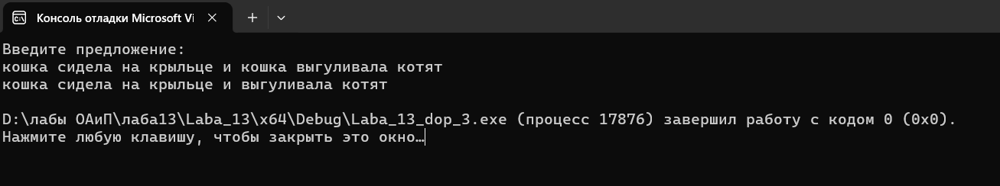 Консоль отладки Microsoft Vi
Введите предложение:
кошка сидела на крыльце и кошка выгуливала котят
кошка сидела на крыльце и выгуливала котят
D:\лабы ОАиП\лаба13\Laba_13\x64\Debug\Laba_13_dop_3.exe (процесс 17876) завершил работу с кодом 0 (0x0).
Нажмите любую клавишу, чтобы закрыть это окно…